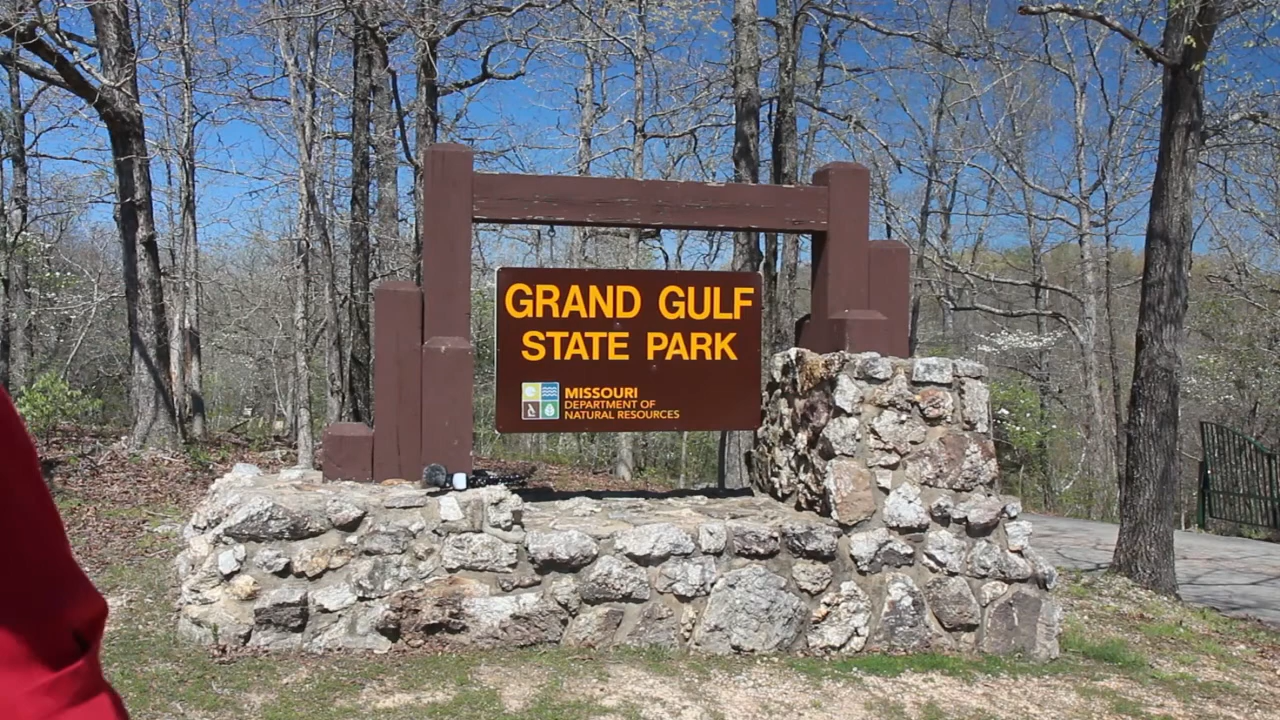 GRAND GULF
STATE PARK
MISSOURI
DEPARTMENT OF
NATURAL RESOURCES